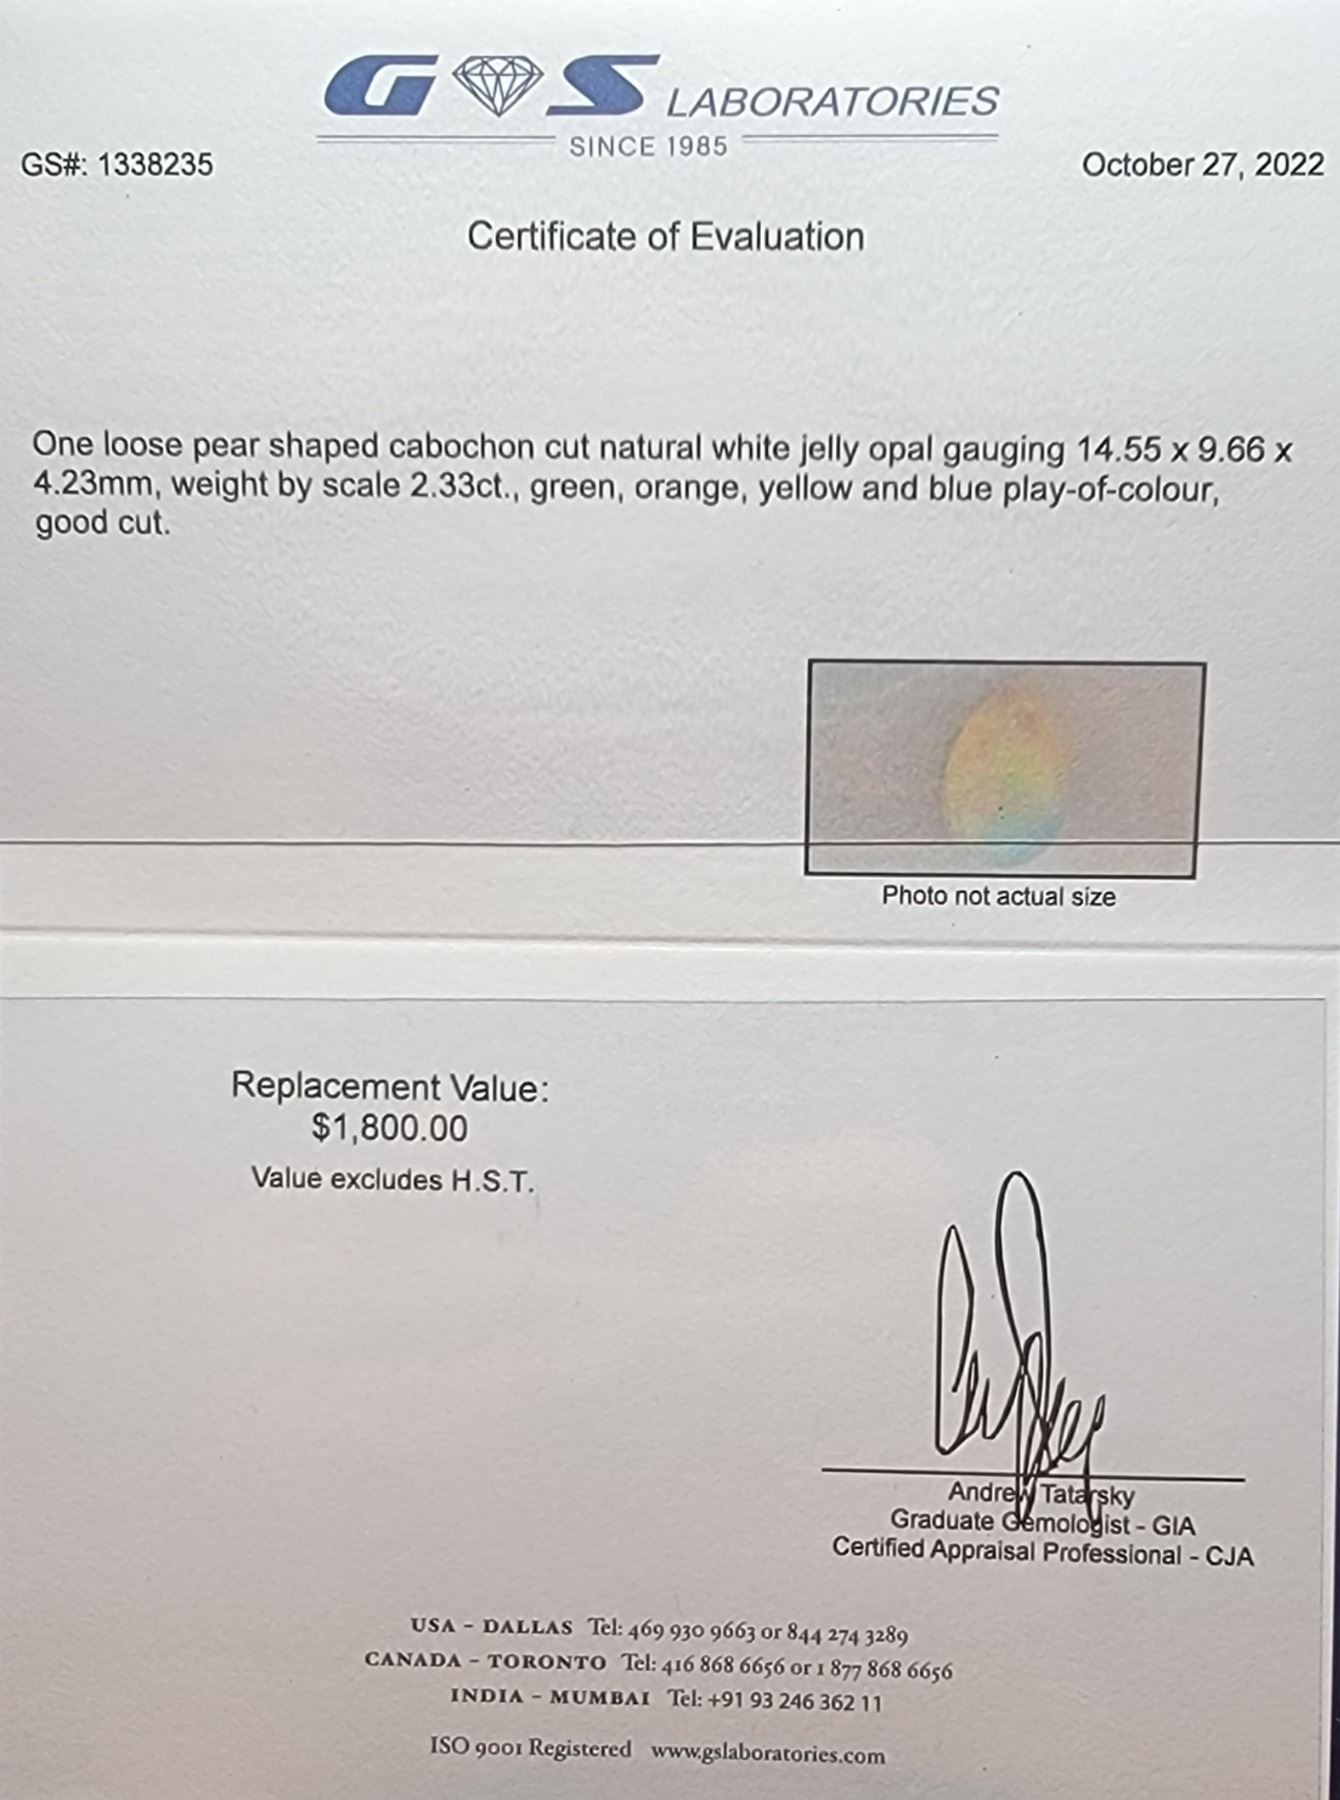 GS LABORATORIES
SINCE 1985
GS#: 1338235
October 27, 2022
Certificate of Evaluation
One loose pear shaped cabochon cut natural white jelly opal gauging 14.55 x 9.66 x
4.23mm, weight by scale 2.33ct., green, orange, yellow and blue play-of-colour,
good cut.
Photo not actual size
Replacement Value:
$1,800.00
Value excludes H.S.T.
Andrew Tatarsky
Graduate Gemologist - GIA
Certified Appraisal Professional - CJA
USA - DALLAS Tel: 469 930 9663 or 844 274 3289
CANADA - TORONTO Tel: 416 868 6656 or 1 877 868 6656
INDIA - MUMBAI Tel: +91 93 246 362 11
ISO 9001 Registered www.gslaboratories.com